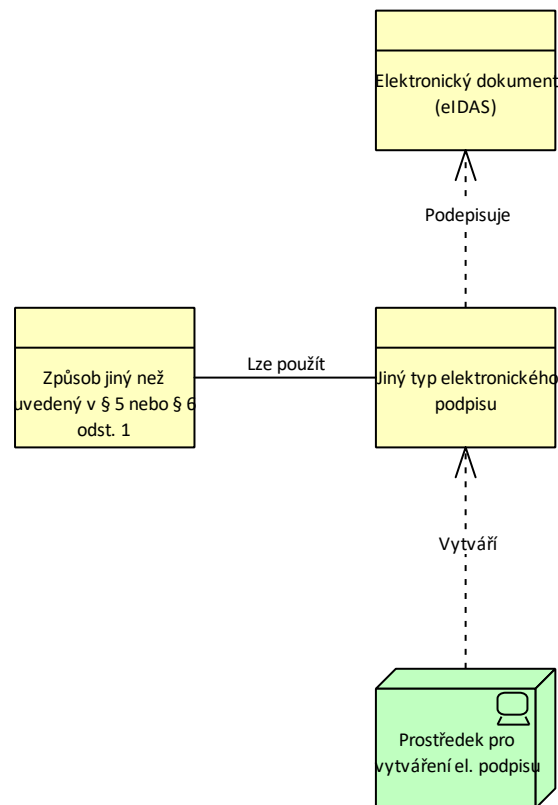 Elektronický dokument
(eIDAS)
Podepisuje
Způsob jiný než
uvedený v § 5 nebo § 6
odst. 1
Lze použít
Jiný typ elektronického
podpisu
Vytváří
Prostředek pro
vytváření el. podpisu